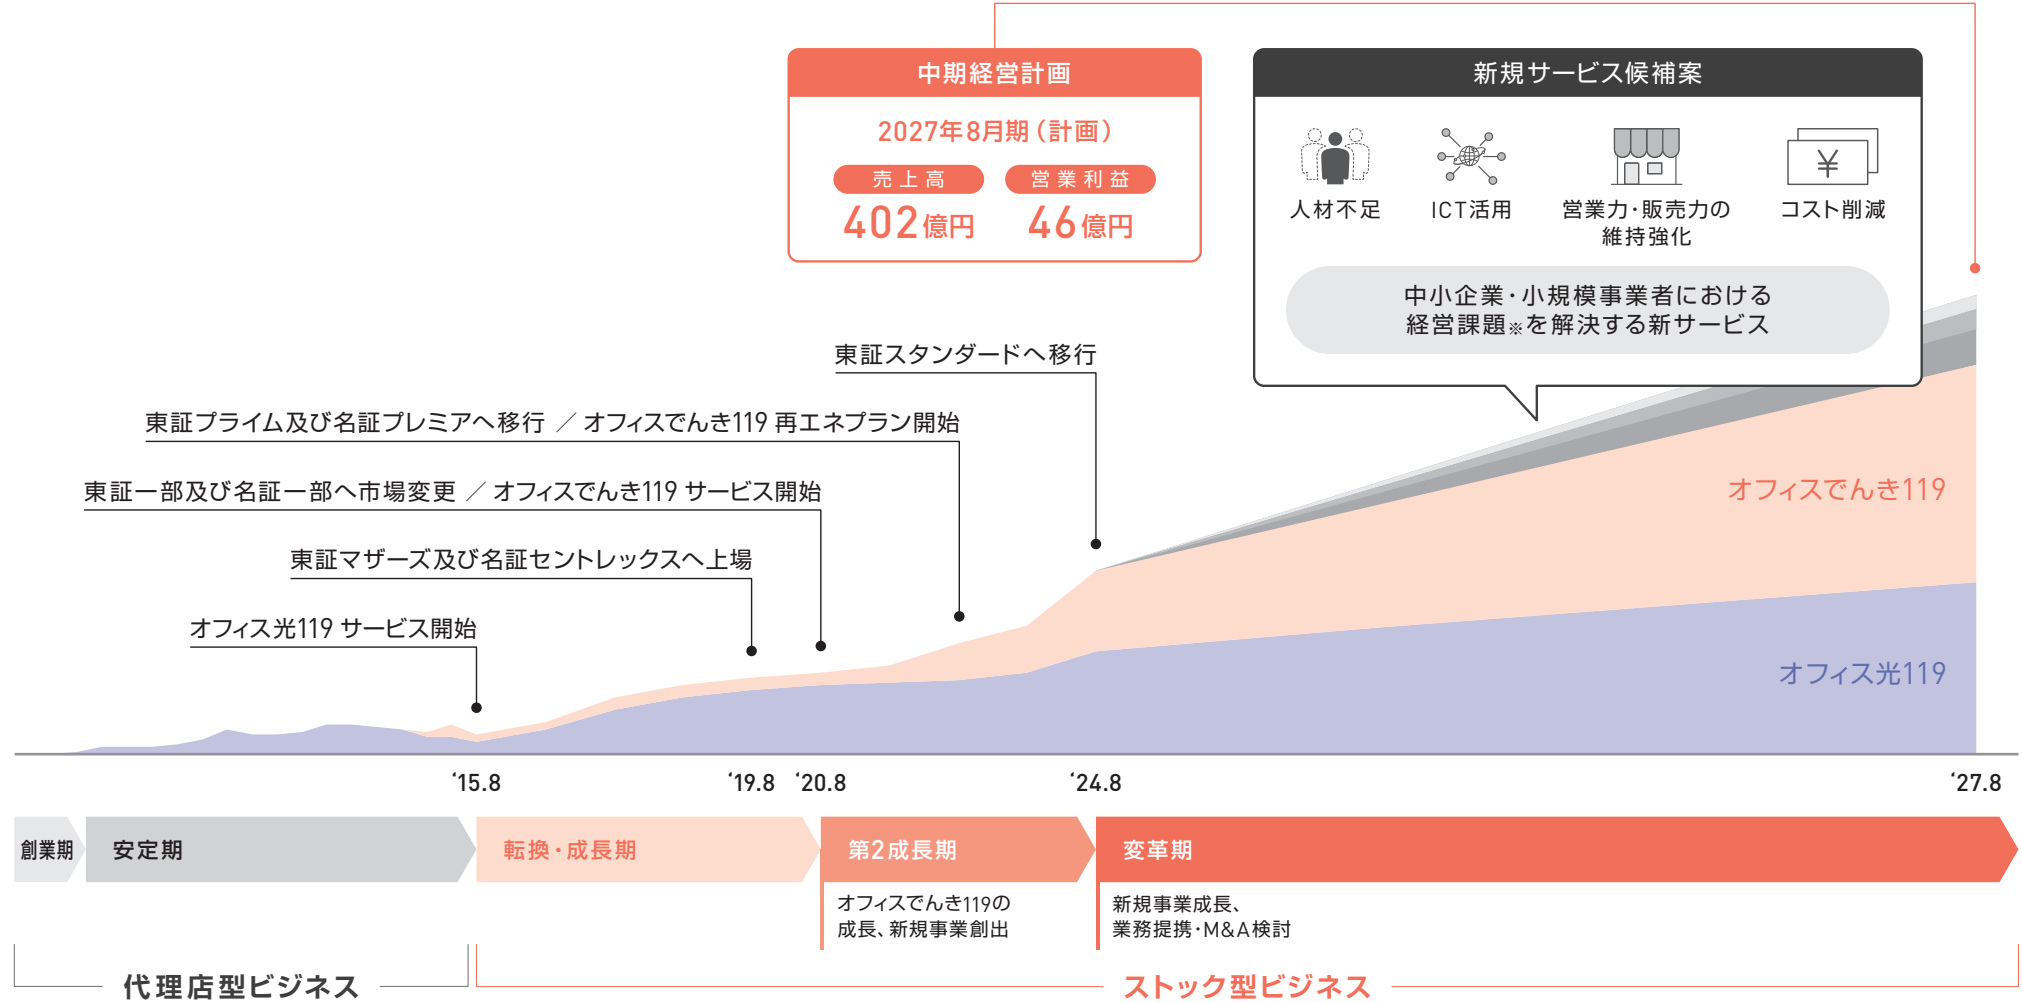 中期経営計画
2027年8月期（計画）
売上高
営業利益
402億円
46億円
新規サービス候補案
人材不足
ICT活用
営業力・販売力の
維持強化
¥
コスト削減
中小企業・小規模事業者における
経営課題※を解決する新サービス
東証スタンダードへ移行
東証プライム及び名証プレミアへ移行 ／ オフィスでんき119 再エネプラン開始
東証一部及び名証一部へ市場変更 ／ オフィスでんき119 サービス開始
東証マザーズ及び名証セントレックスへ上場
オフィス光119 サービス開始
オフィスでんき119
オフィス光119
‘15.8
‘19.8
‘20.8
‘24.8
‘27.8
創業期
安定期
転換・成長期
第2成長期
変革期
オフィスでんき119の
成長、新規事業創出
新規事業成長、
業務提携・M&A検討
代理店型ビジネス
ストック型ビジネス